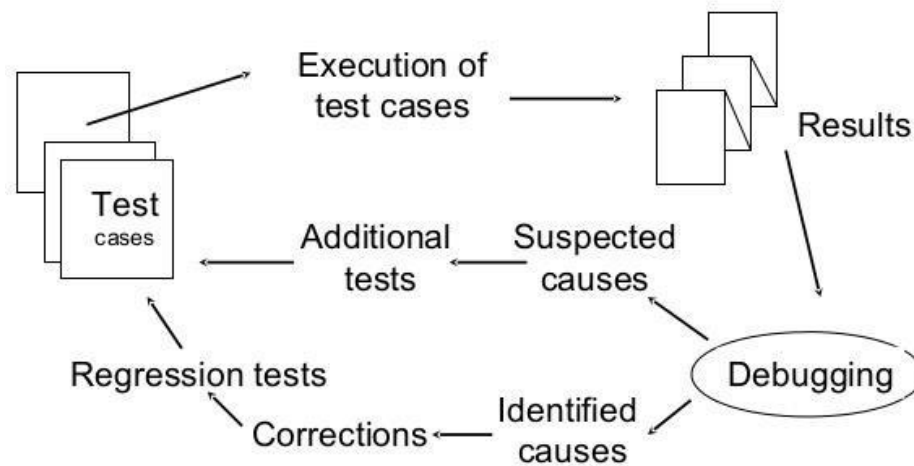 Execution of
test cases
Results
Test
cases
Additional
tests
Suspected
causes
Debugging
Regression tests
Identified
causes
Corrections